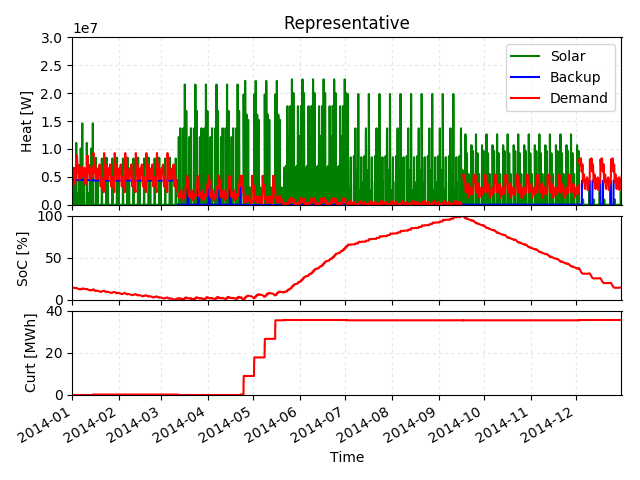 Representative
1e7
3.0
2.5
2.0
1.5
1.0
0.5
0.0
Heat [W]
Solar
Backup
Demand
100
50
0
SoC [%]
40
20
0
Curt [MWh]
2014-01
2014-02
2014-03
2014-04
2014-05
2014-06
2014-07
2014-08
2014-09
2014-10
2014-11
2014-12
Time